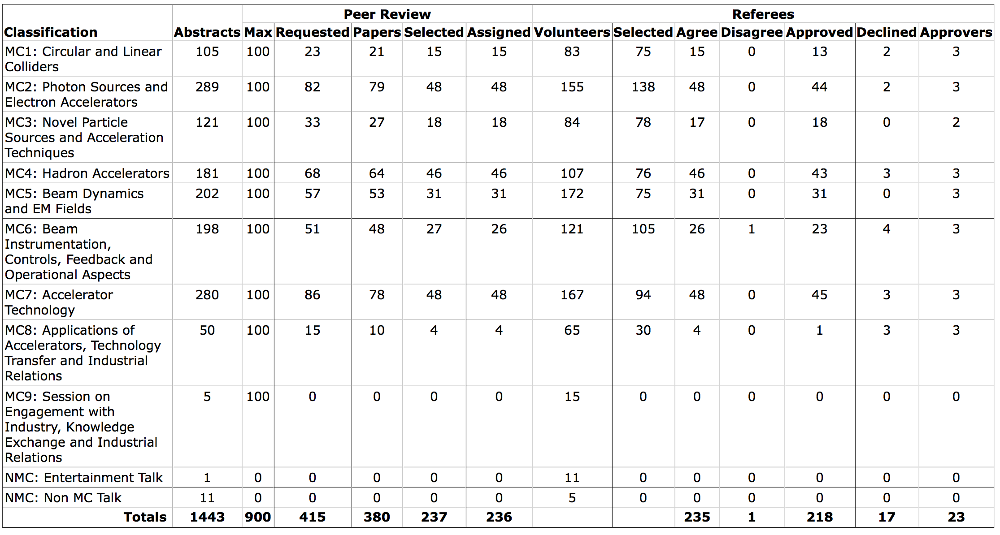 Peer Review Referees
Classification Abstracts Max Requested Papers Selected Assigned Volunteers Selected Agree Disagree Approved Declined Approvers
MC1: Circular and Linear 105 100 23 21 15 15 83 75 15 0 13 2 3
Colliders
MC2: Photon Sources and 289 100 82 79 48 48 155 138 48 0 44 2 3
Electron Accelerators
MC3: Novel Particle 121 100 33 27 18 18 84 78 17 0 18 0 2
Sources and Acceleration
Techniques
MC4: Hadron Accelerators 181 100 68 64 46 46 107 76 46 0 43 3 3
MC5: Beam Dynamics 202 100 57 53 31 31 172 75 31 0 31 0 3
and EM Fields
MC6: Beam 198 100 51 48 27 26 121 105 26 1 23 4 3
Instrumentation,
Controls, Feedback and
Operational Aspects
MC7: Accelerator 280 100 86 78 48 48 167 94 48 0 45 3 3
Technology
MC8: Applications of 50 100 15 10 4 4 65 30 4 0 1 3 3
Accelerators, Technology
Transfer and Industrial
Relations
MC9: Session on 5 100 0 0 0 0 15 0 0 0 0 0 0
Engagement with
Industry, Knowledge
Exchange and Industrial
Relations
NMC: Entertainment Talk 1 0 0 0 0 0 11 0 0 0 0 0 0
NMC: Non MC Talk 11 0 0 0 0 0 5 0 0 0 0 0 0
Totals 1443 900 415 380 237 236 235 1 218 17 23